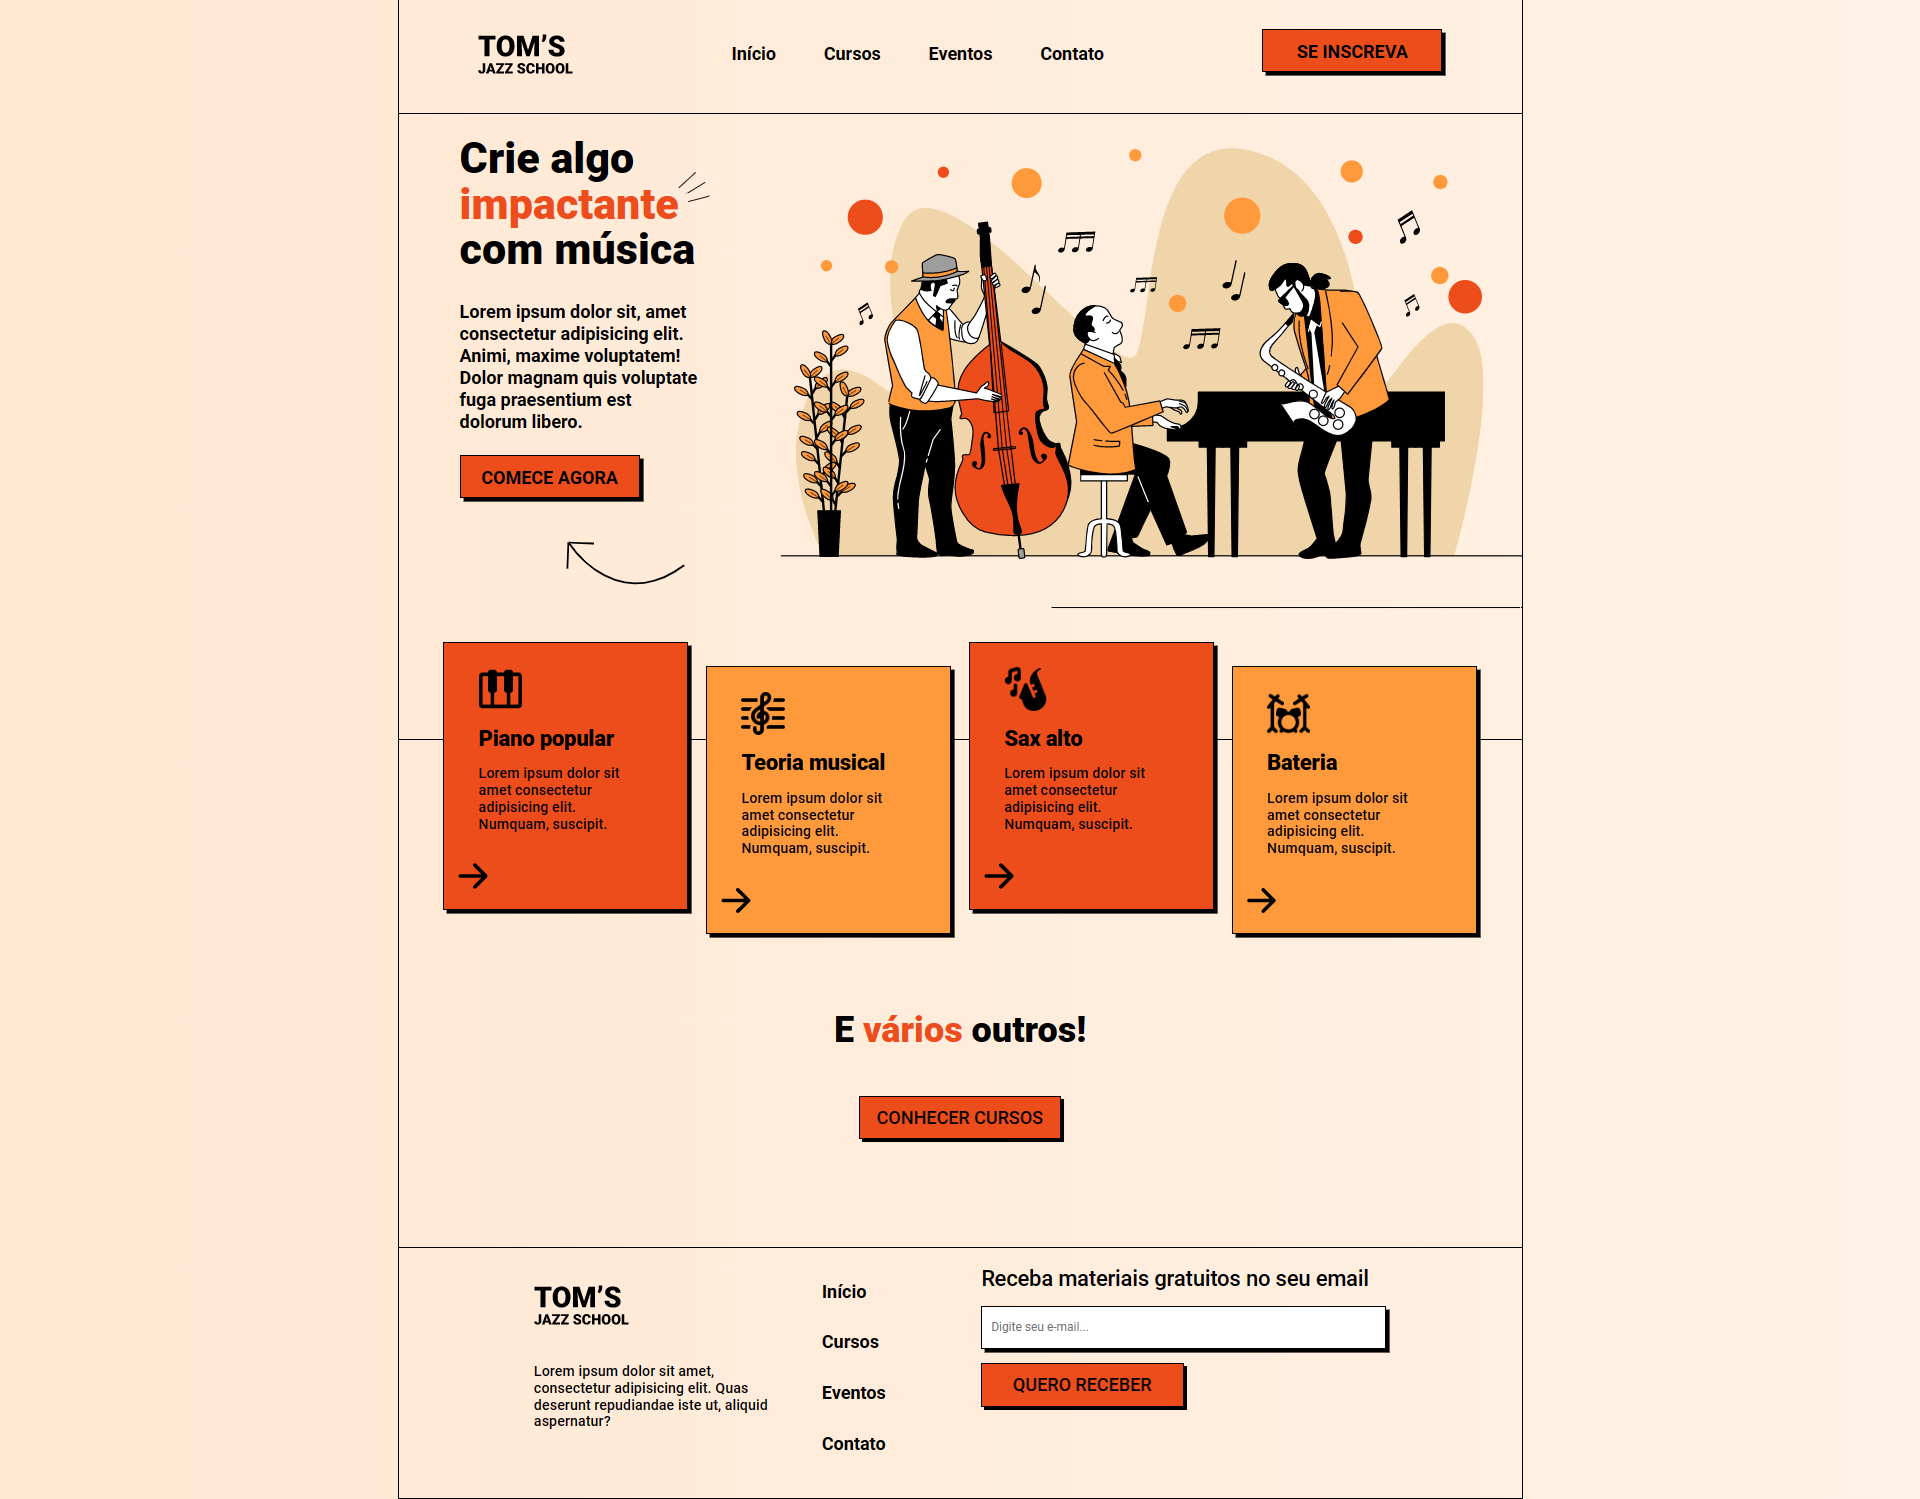 TOM'S
JAZZ SCHOOL
Início
Cursos
Eventos
Contato
SE INSCREVA
Crie algo
impactante
com música
Lorem ipsum dolor sit, amet
consectetur adipisicing elit.
Animi, maxime voluptatem!
Dolor magnam quis voluptate
fuga praesentium est
dolorum libero.
COMECE AGORA
Piano popular
Lorem ipsum dolor sit
amet consectetur
adipisicing elit.
Numquam, suscipit.
Teoria musical
Lorem ipsum dolor sit
amet consectetur
adipisicing elit.
Numquam, suscipit.
Sax alto
Lorem ipsum dolor sit
amet consectetur
adipisicing elit.
Numquam, suscipit.
Bateria
Lorem ipsum dolor sit
amet consectetur
adipisicing elit.
Numquam, suscipit.
E vários outros!
CONHECER CURSOS
TOM'S
JAZZ SCHOOL
Lorem ipsum dolor sit amet,
consectetur adipisicing elit. Quas
deserunt repudiandae iste ut, aliquid
aspernatur?
Início
Cursos
Eventos
Contato
Receba materiais gratuitos no seu email
Digite seu e-mail...
QUERO RECEBER